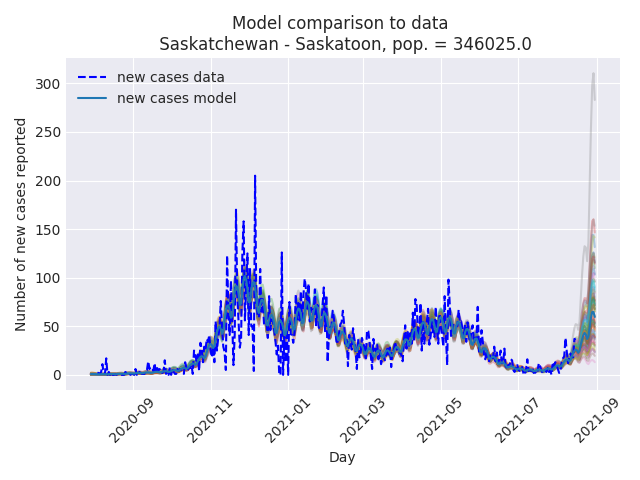 Model comparison to data
Saskatchewan - Saskatoon, pop. = 346025.0
new cases data
new cases model
Number of new cases reported
300
250
200
150
100
50
0
2020-09
2020-11
2021-01
2021-03
2021-05
2021-07
2021-09
Day